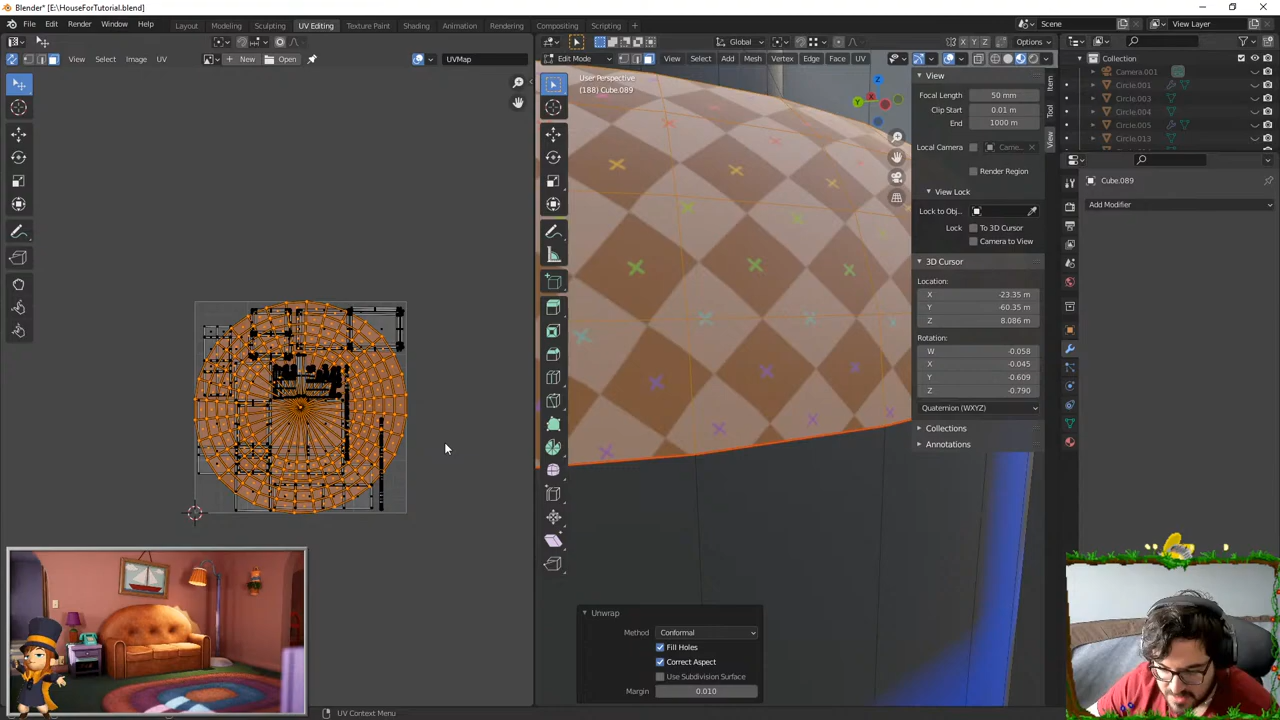 Blender* [E:\HouseForTutorial.blend]
File Edit Render Window Help Layout Modeling Sculpting UV Editing Texture Paint Shading Animation Rendering Compositing Scripting Scene View Layer
View Select Image UV New Open UVMap
Global Options
Edit Mode View Select Add Mesh Vertex Edge Face UV
User Perspective
(188) Cube.089
View
Focal Length 50 mm
Clip Start 0.01 m
End 1000 m
Local Camera Came..
Render Region
View Lock
Lock to Obj..
Lock To 3D Cursor
Camera to View
3D Cursor
Location:
X -23.35 m
Y -60.35 m
Z 8.086 m
Rotation:
W -0.058
X -0.045
Y -0.609
Z -0.790
Quaternion (WXYZ)
Collections
Annotations
Item
Tool
View
Collection
Camera.001
Circle.001
Circle.003
Circle.004
Circle.005
Circle.013
Cube.089
Add Modifier
Unwrap
Method Conformal
Fill Holes
Correct Aspect
Use Subdivision Surface
Margin 0.010
UV Context Menu